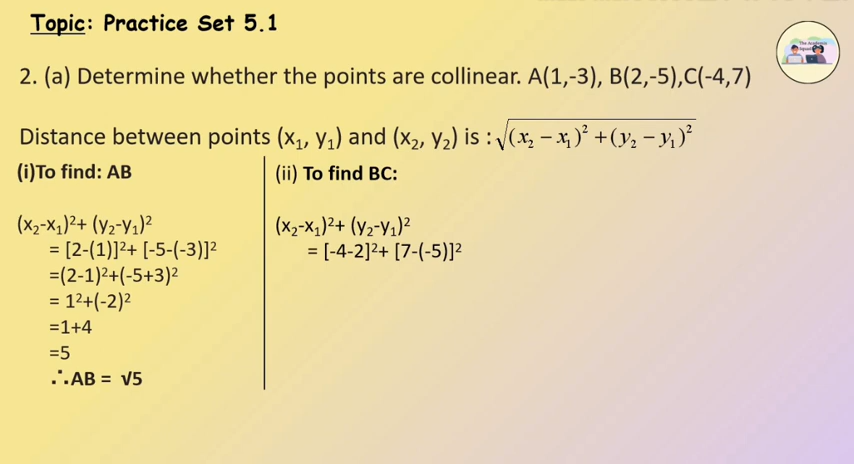 Topic: Practice Set 5.1
The Academic Squad
2. (a) Determine whether the points are collinear. A(1,-3), B(2,-5),C(-4,7)
Distance between points (x₁, y₁) and (x₂, y₂) is : √(x₂ − x₁)² + (y₂ − y₁)²
(i)To find: AB
(x₂-x₁)²+ (y₂-y₁)²
= [2-(1)]²+ [-5-(-3)]²
=(2-1)²+(-5+3)²
= 1²+(-2)²
=1+4
=5
∴AB = √5
(ii) To find BC:
(x₂-x₁)²+ (y₂-y₁)²
= [-4-2]²+ [7-(-5)]²